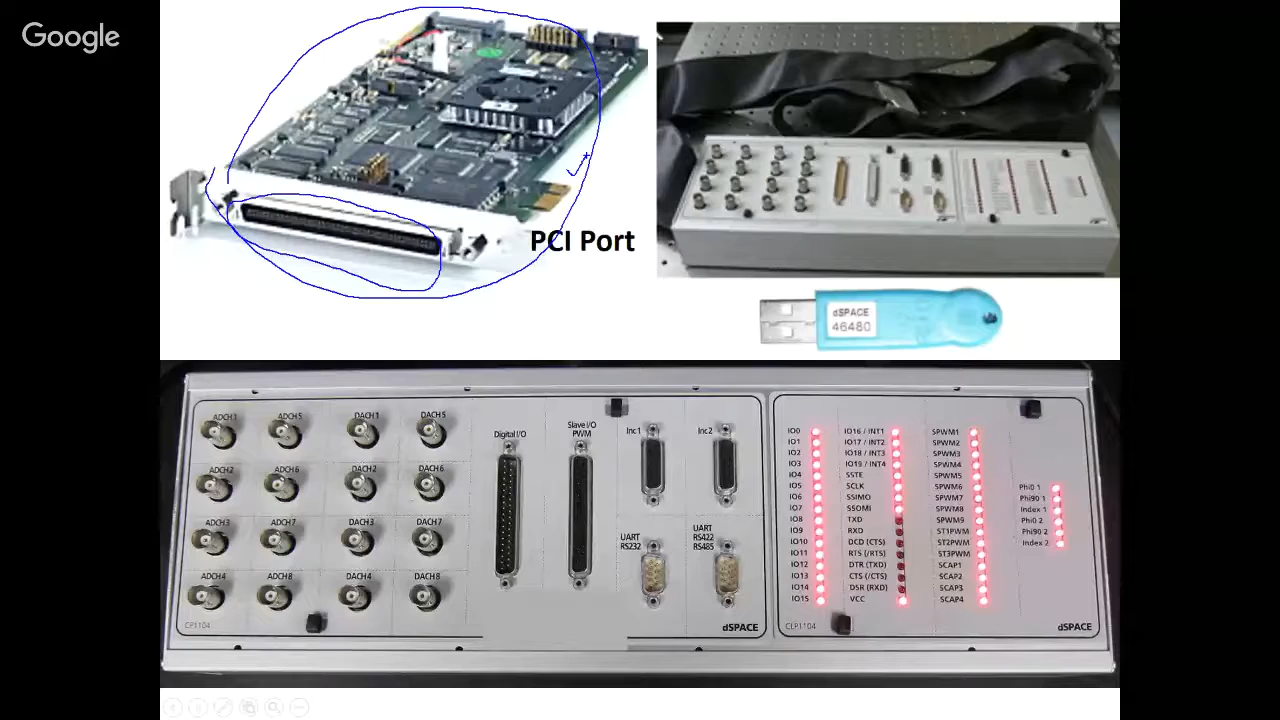 Google
PCI Port
dSPACE
46480
ADCH3 ADCH5 DACH1 DACH5
ADCH2 ADCH6 DACH2 DACH6
ADCH3 ADCH7 DACH3 DACH7
ADCH4 ADCH8 DACH4 DACH8
CP1104
Digital I/O
Slave I/O
PWM
Inc1
Inc2
UART
RS232
UART
RS422
RS485
dSPACE
IO0
IO1
IO2
IO3
IO4
IO5
IO6
IO7
IO8
IO9
IO10
IO11
IO12
IO13
IO14
IO15
IO16 / INT1
IO17 / INT2
IO18 / INT3
IO19 / INT4
SSTE
SCLK
SSIMO
SSOMI
TXD
RXD
DCD (CTS)
RTS (/RTS)
DTR (TXD)
CTS (/CTS)
DSR (RXD)
VCC
SPWM1
SPWM2
SPWM3
SPWM4
SPWM5
SPWM6
SPWM7
SPWM8
SPWM9
ST1PWM
ST2PWM
ST3PWM
SCAP1
SCAP2
SCAP3
SCAP4
Phi0 1
Phi90 1
Index 1
Phi0 2
Phi90 2
Index 2
CLP1104
dSPACE